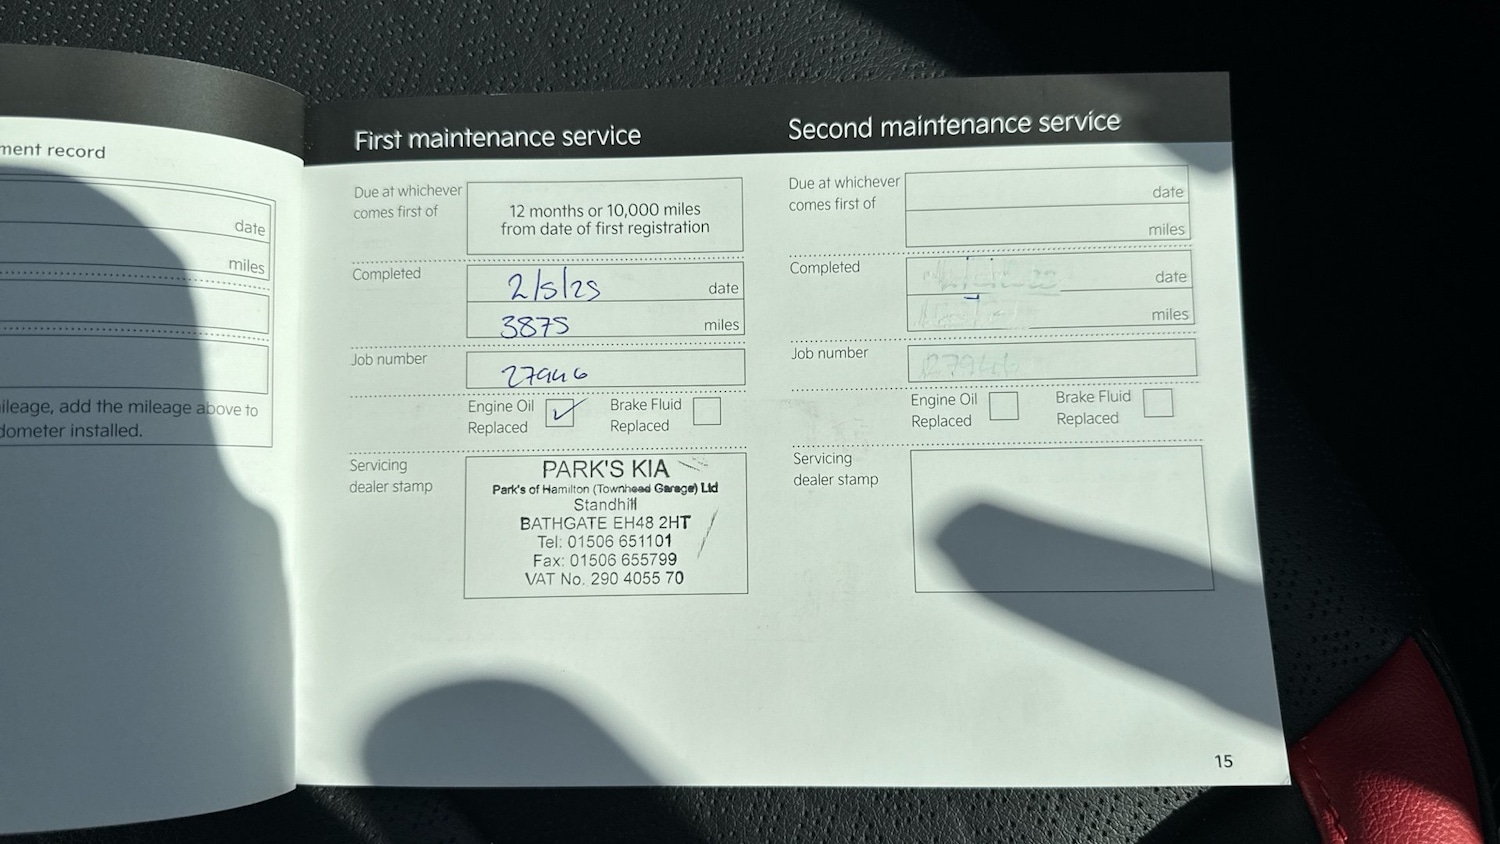 ment record
date
miles
ileage, add the mileage above to
dometer installed.
First maintenance service
Due at whichever
comes first of
12 months or 10,000 miles
from date of first registration
Completed
2/5/25 date
3875 miles
Job number
27946
Engine Oil
Replaced
Brake Fluid
Replaced
Servicing
dealer stamp
PARK'S KIA
Park's of Hamilton (Townhead Garage) Ltd
Standhill
BATHGATE EH48 2HT
Tel: 01506 651101
Fax: 01506 655799
VAT No. 290 4055 70
Second maintenance service
Due at whichever
comes first of
date
miles
Completed
date
miles
Job number
Engine Oil
Replaced
Brake Fluid
Replaced
Servicing
dealer stamp
15